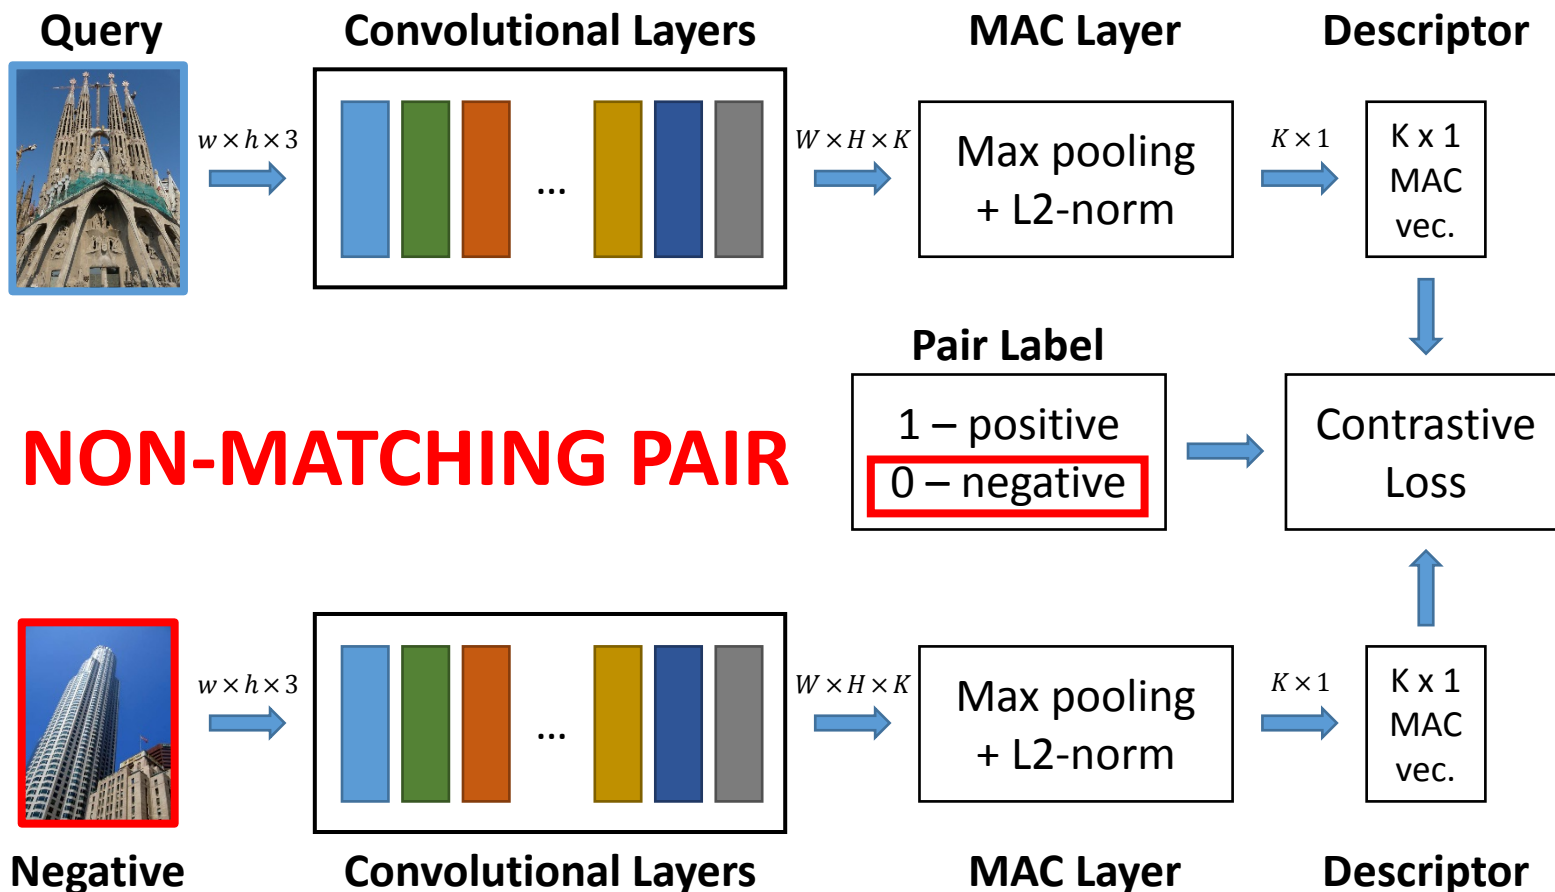 Query
Convolutional Layers
MAC Layer
Descriptor
w × h × 3
...
W × H × K
Max pooling
+ L2-norm
K × 1
K x 1
MAC
vec.
NON-MATCHING PAIR
Pair Label
1 – positive
0 – negative
Contrastive
Loss
w × h × 3
...
W × H × K
Max pooling
+ L2-norm
K × 1
K x 1
MAC
vec.
Negative
Convolutional Layers
MAC Layer
Descriptor